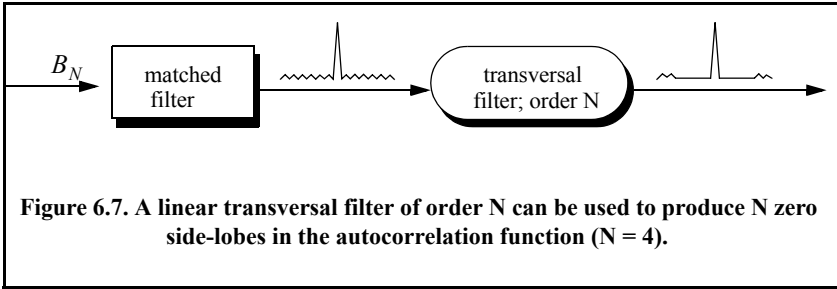 B_N
matched
filter
transversal
filter; order N
Figure 6.7. A linear transversal filter of order N can be used to produce N zero
side-lobes in the autocorrelation function (N = 4).